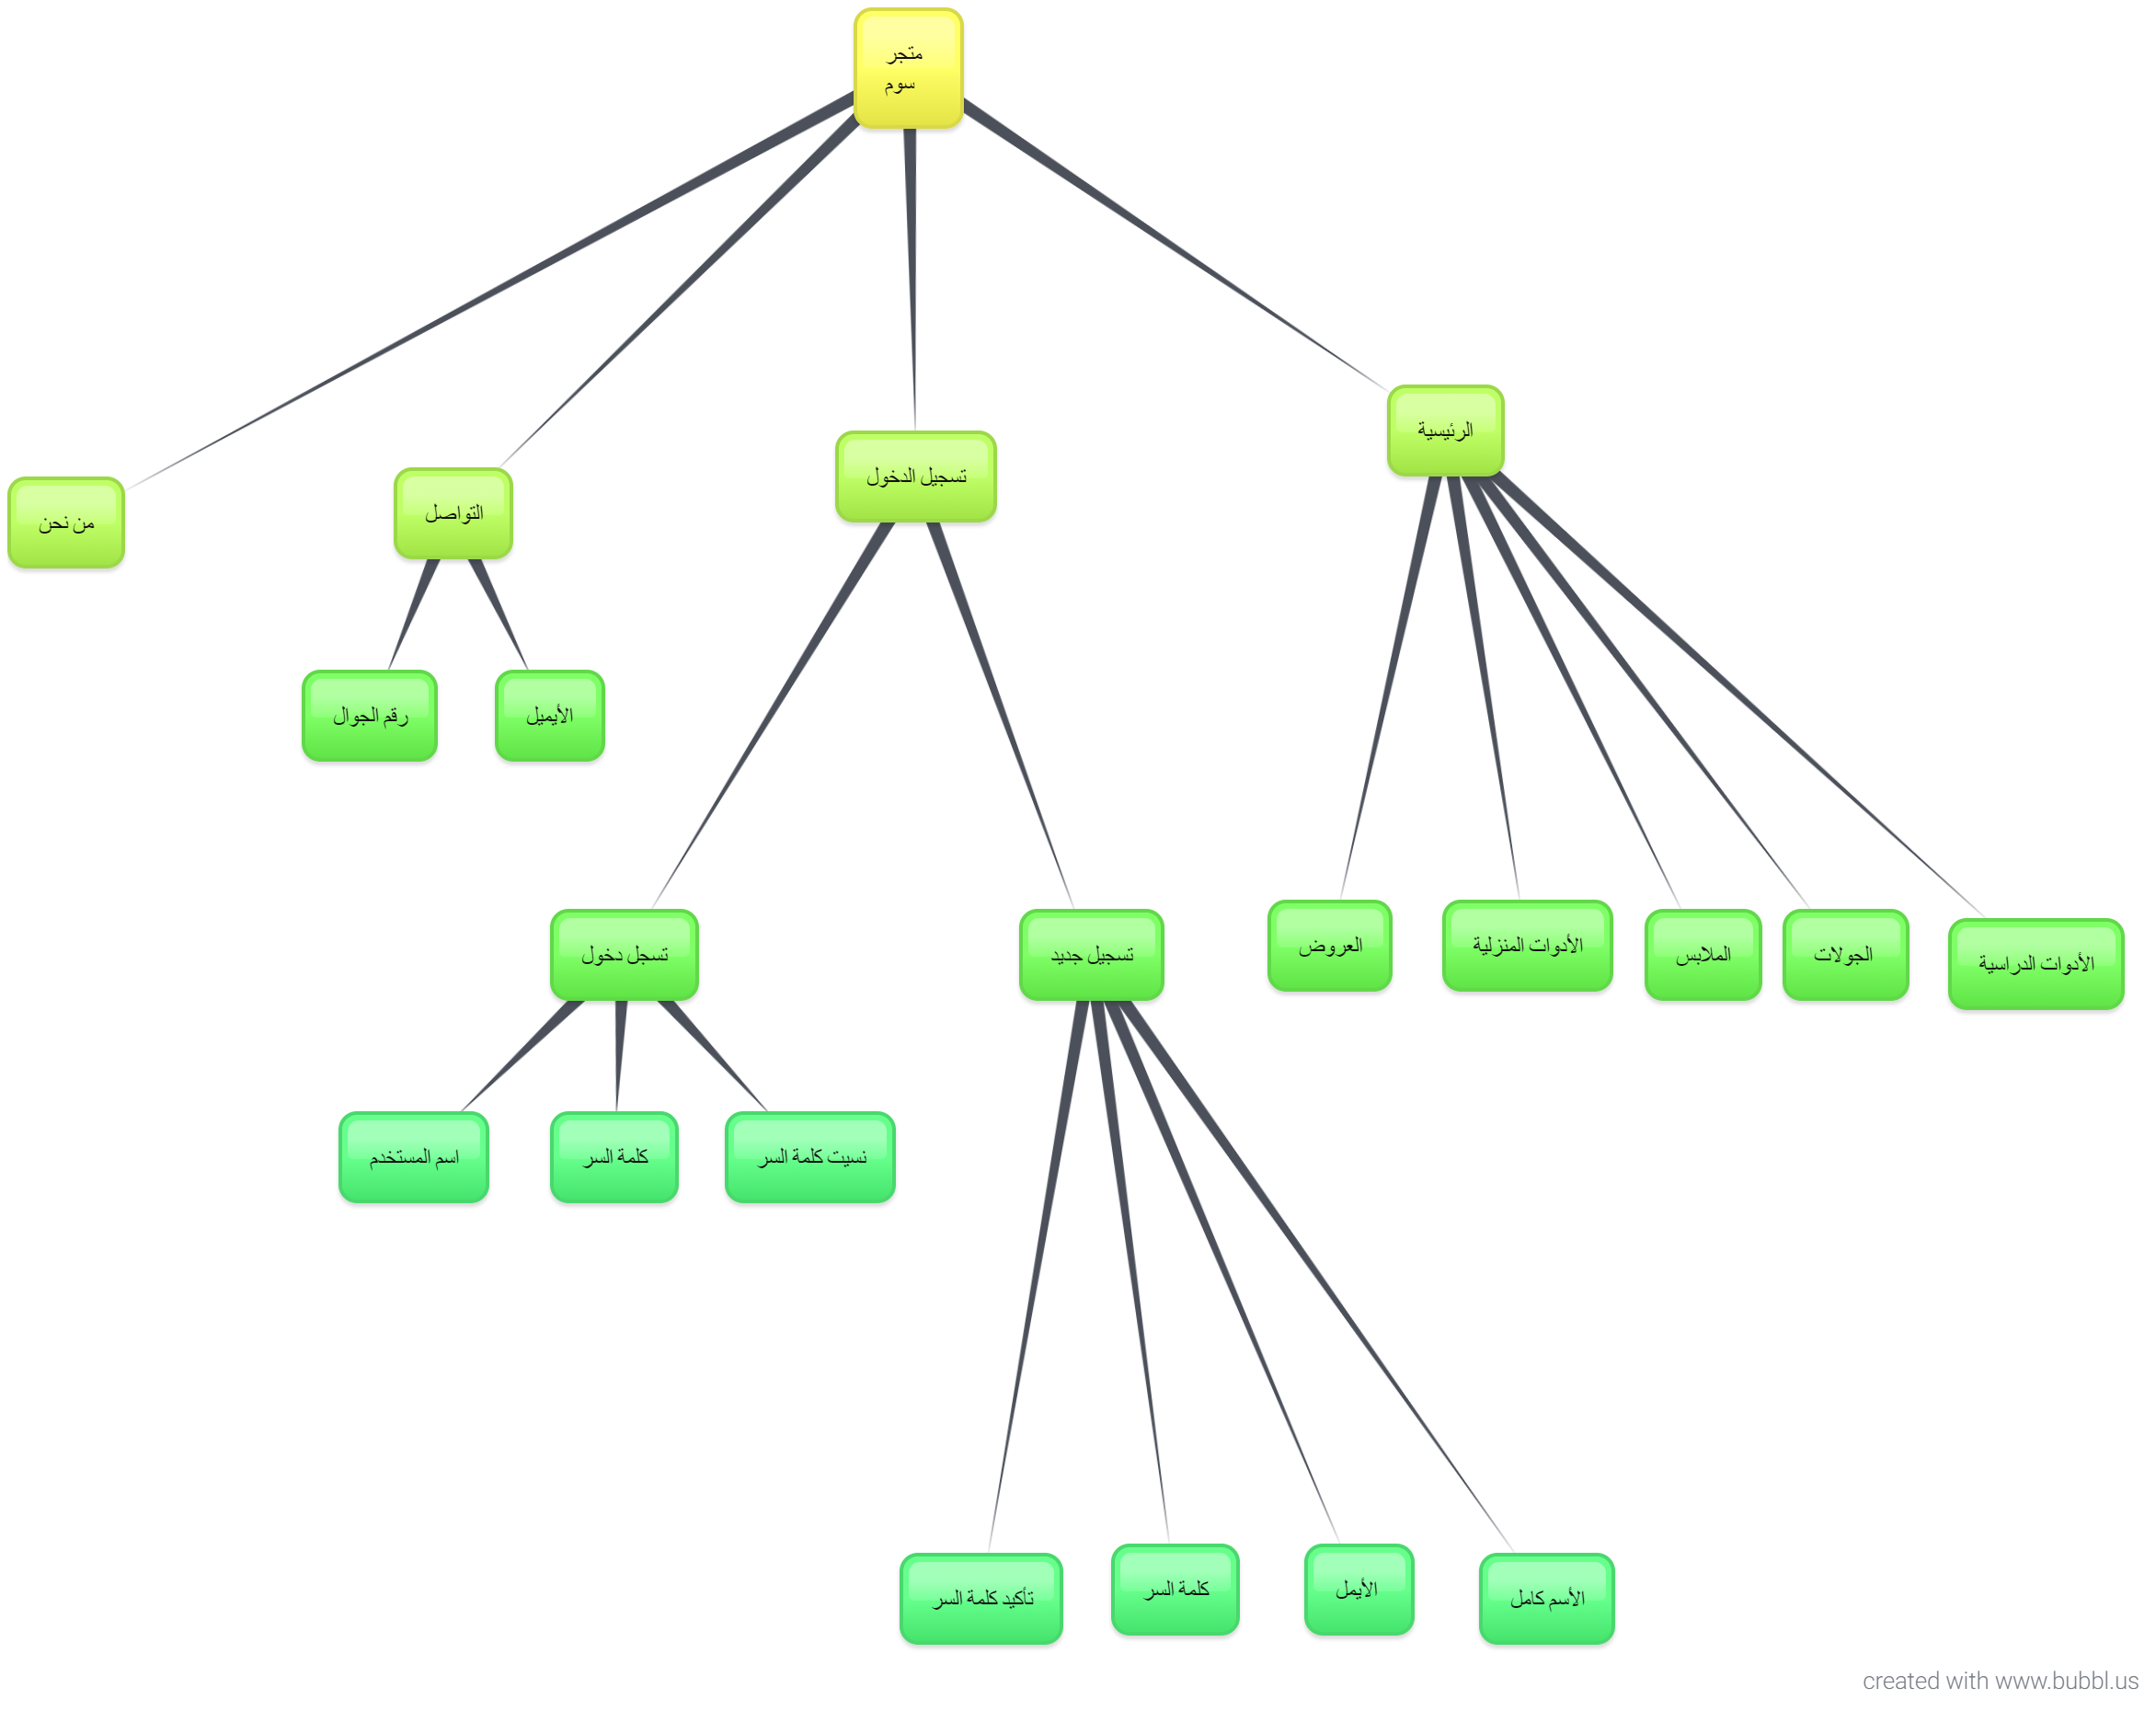 متجر
سوم
الرئيسية
تسجيل الدخول
التواصل
من نحن
الأيميل
رقم الجوال
الأدوات الدراسية
الجولات
الملابس
الأدوات المنزلية
العروض
تسجيل جديد
تسجل دخول
نسيت كلمة السر
كلمة السر
اسم المستخدم
الأسم كامل
الأيمل
كلمة السر
تأكيد كلمة السر
created with www.bubbl.us